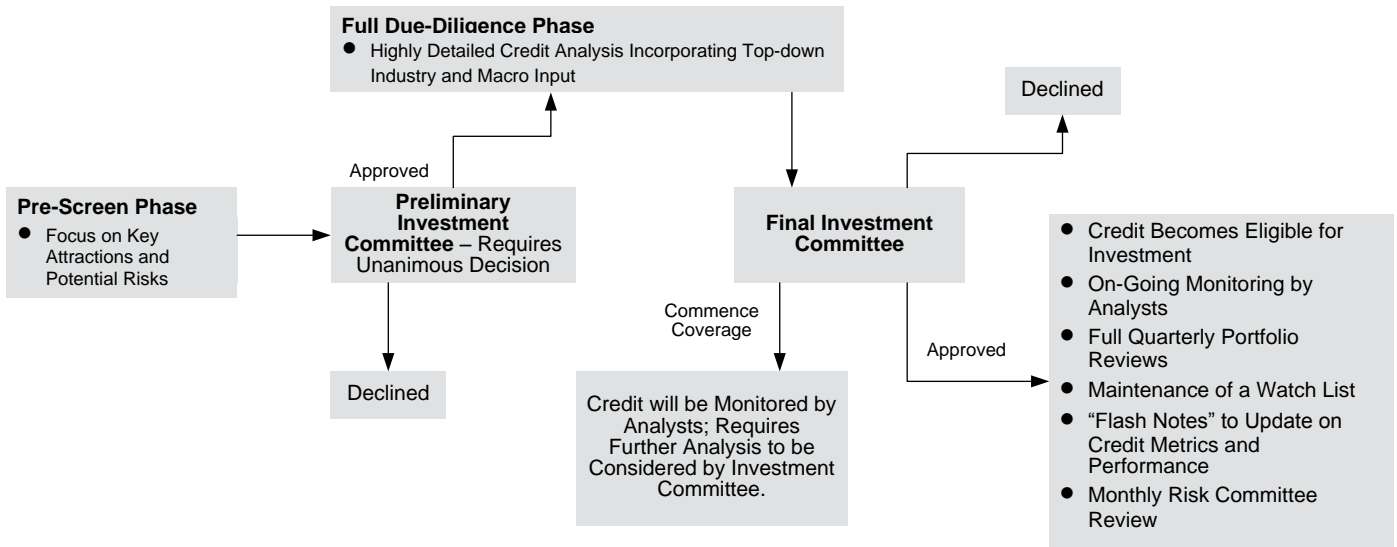 Full Due-Diligence Phase
● Highly Detailed Credit Analysis Incorporating Top-down
Industry and Macro Input
Declined
Approved
Pre-Screen Phase
● Focus on Key
Attractions and
Potential Risks
Preliminary
Investment
Committee – Requires
Unanimous Decision
Final Investment
Committee
Declined
Commence
Coverage
Approved
Credit will be Monitored by
Analysts; Requires
Further Analysis to be
Considered by Investment
Committee.
● Credit Becomes Eligible for
Investment
● On-Going Monitoring by
Analysts
● Full Quarterly Portfolio
Reviews
● Maintenance of a Watch List
● “Flash Notes” to Update on
Credit Metrics and
Performance
● Monthly Risk Committee
Review